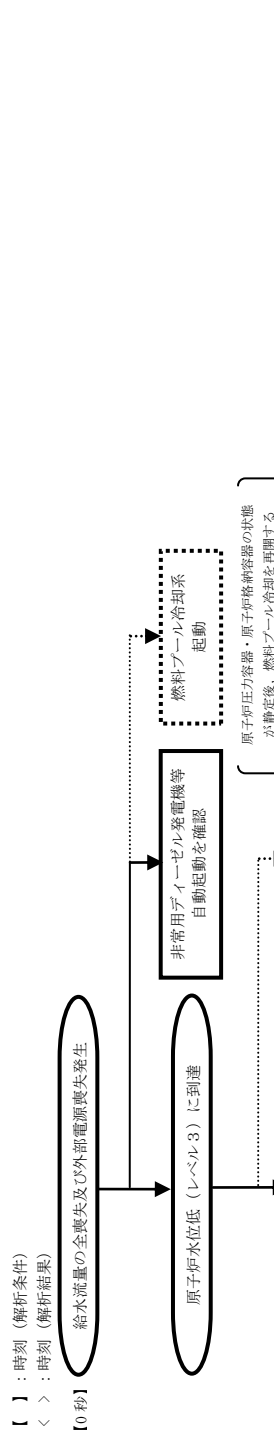 【　】：時刻（解析条件）
＜　＞：時刻（解析結果）
【0 秒】
給水流量の全喪失及び外部電源喪失発生
非常用ディーゼル発電機等
自動起動を確認
燃料プール冷却系
起動
原子炉水位低（レベル３）に到達
原子炉圧力容器・原子炉格納容器の状態
が静定後，燃料プール冷却を再開する